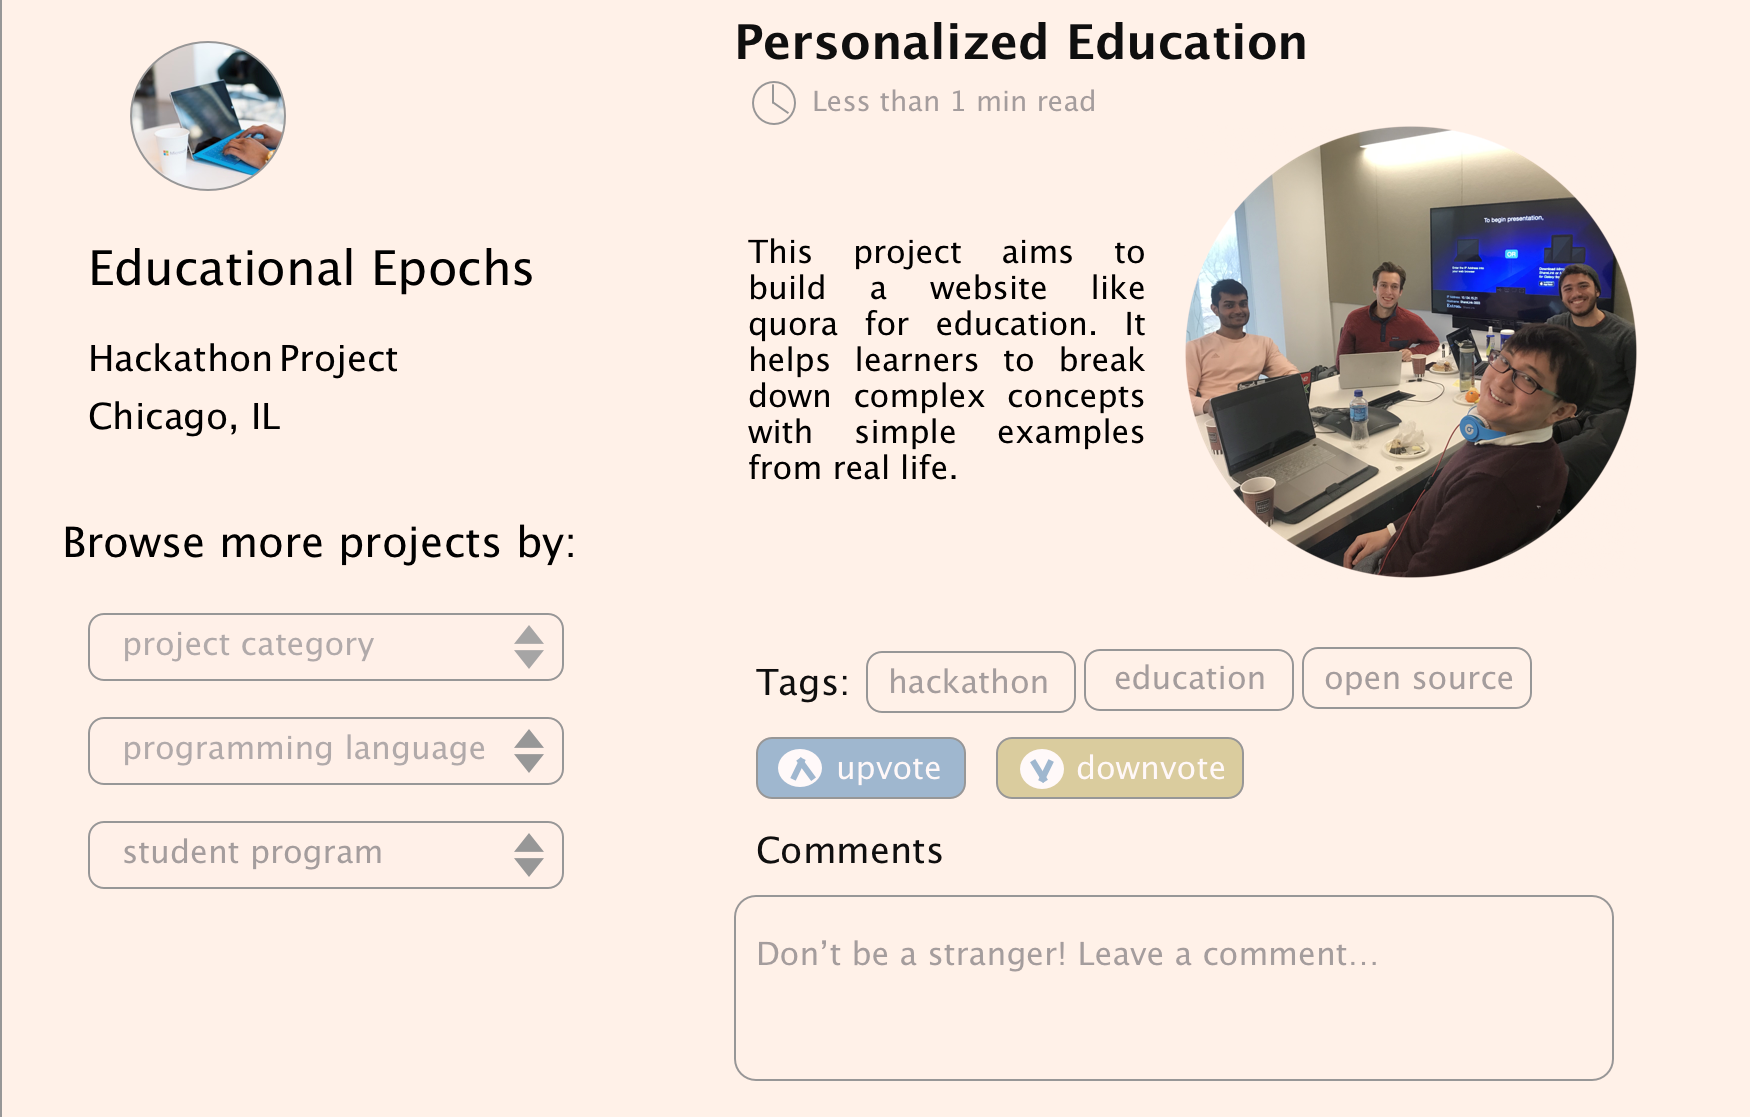 Educational Epochs
Hackathon Project
Chicago, IL
Browse more projects by:
project category
programming language
student program
Personalized Education
Less than 1 min read
This project aims to
build a website like
quora for education. It
helps learners to break
down complex concepts
with simple examples
from real life.
To begin presentation,
OR
Tags: hackathon education open source
upvote downvote
Comments
Don’t be a stranger! Leave a comment...